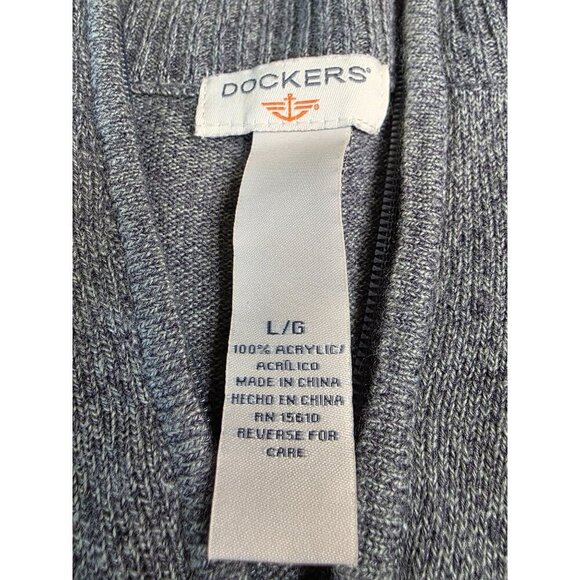 DOCKERS®
L/G
100% ACRYLIC/
ACRÍLICO
MADE IN CHINA
HECHO EN CHINA
RN 15610
REVERSE FOR
CARE